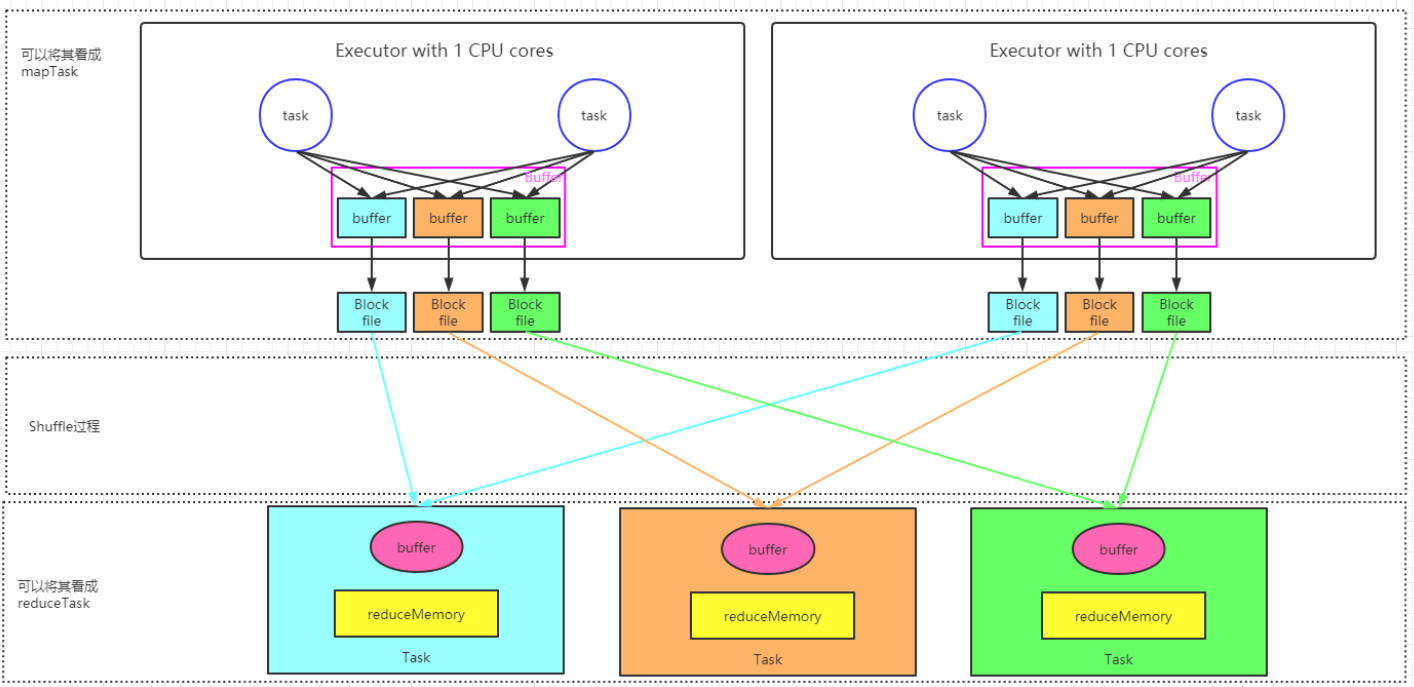 可以将其看成
mapTask
Executor with 1 CPU cores
task
task
Buffer
buffer
buffer
buffer
Block
file
Block
file
Block
file
Executor with 1 CPU cores
task
task
Buffer
buffer
buffer
buffer
Block
file
Block
file
Block
file
Shuffle过程
可以将其看成
reduceTask
buffer
reduceMemory
Task
buffer
reduceMemory
Task
buffer
reduceMemory
Task